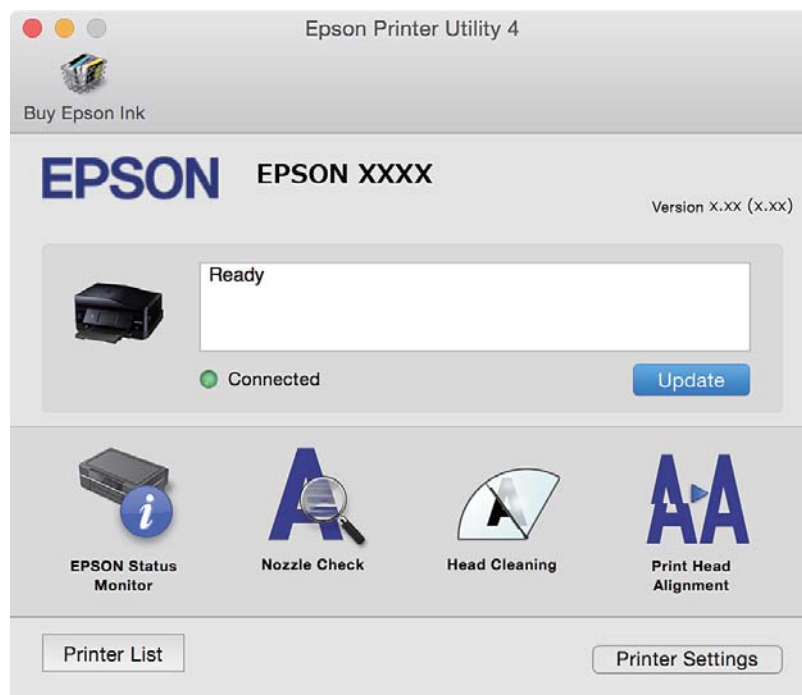 Epson Printer Utility 4
Buy Epson Ink
EPSON
EPSON XXXX
Version x.xx (x.xx)
Ready
Connected
Update
EPSON Status
Monitor
Nozzle Check
Head Cleaning
Print Head
Alignment
Printer List
Printer Settings